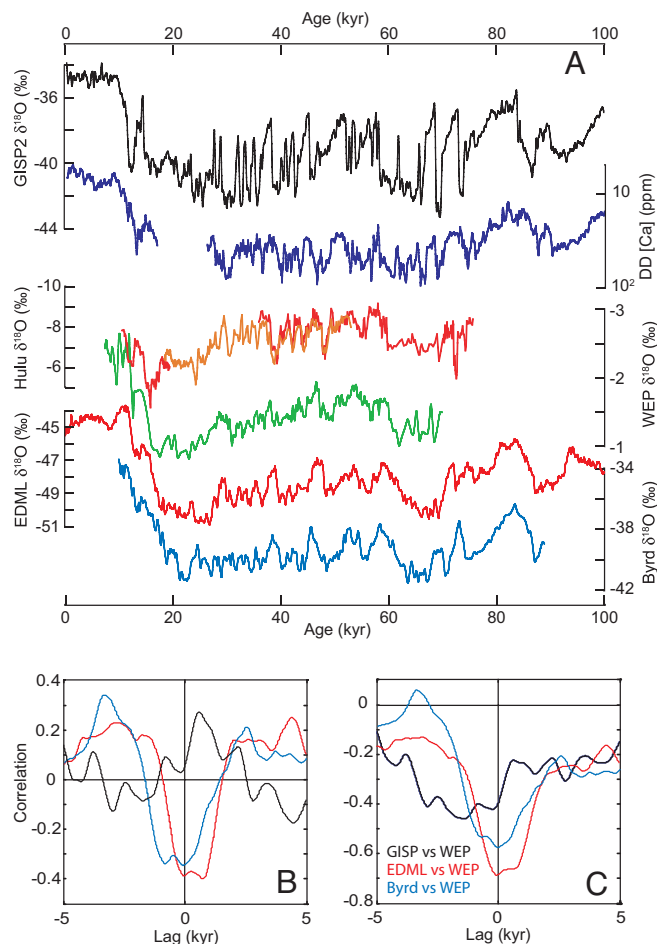 Age (kyr)
0 20 40 60 80 100
A
GISP2 δ18O (‰)
-36
-40
-44
DD [Ca] (ppm)
10
10²
Hulu δ18O (‰)
-10
-8
-6
WEP δ18O (‰)
-3
-2
-1
EDML δ18O (‰)
-45
-47
-49
-51
Byrd δ18O (‰)
-34
-38
-42
0 20 40 60 80 100
Age (kyr)
Correlation
0.4
0.2
0
0.2
0.4
-5 0 5
Lag (kyr)
B
0
-0.2
-0.4
-0.6
-0.8
GISP vs WEP
EDML vs WEP
Byrd vs WEP
C
-5 0 5
Lag (kyr)